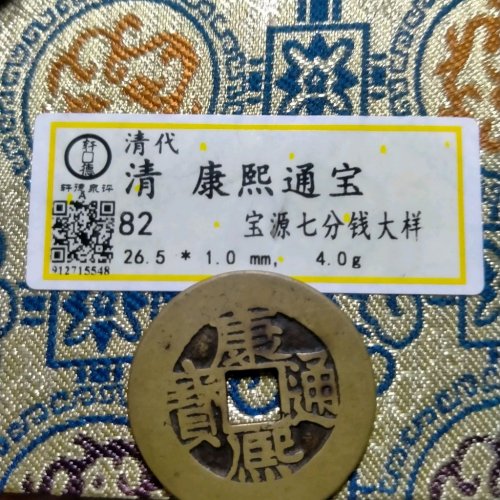 清代
清 康熙通宝
轩德泉评
82 宝源七分钱大样
26.5 * 1.0 mm, 4.0g
912715548
康熙通寶